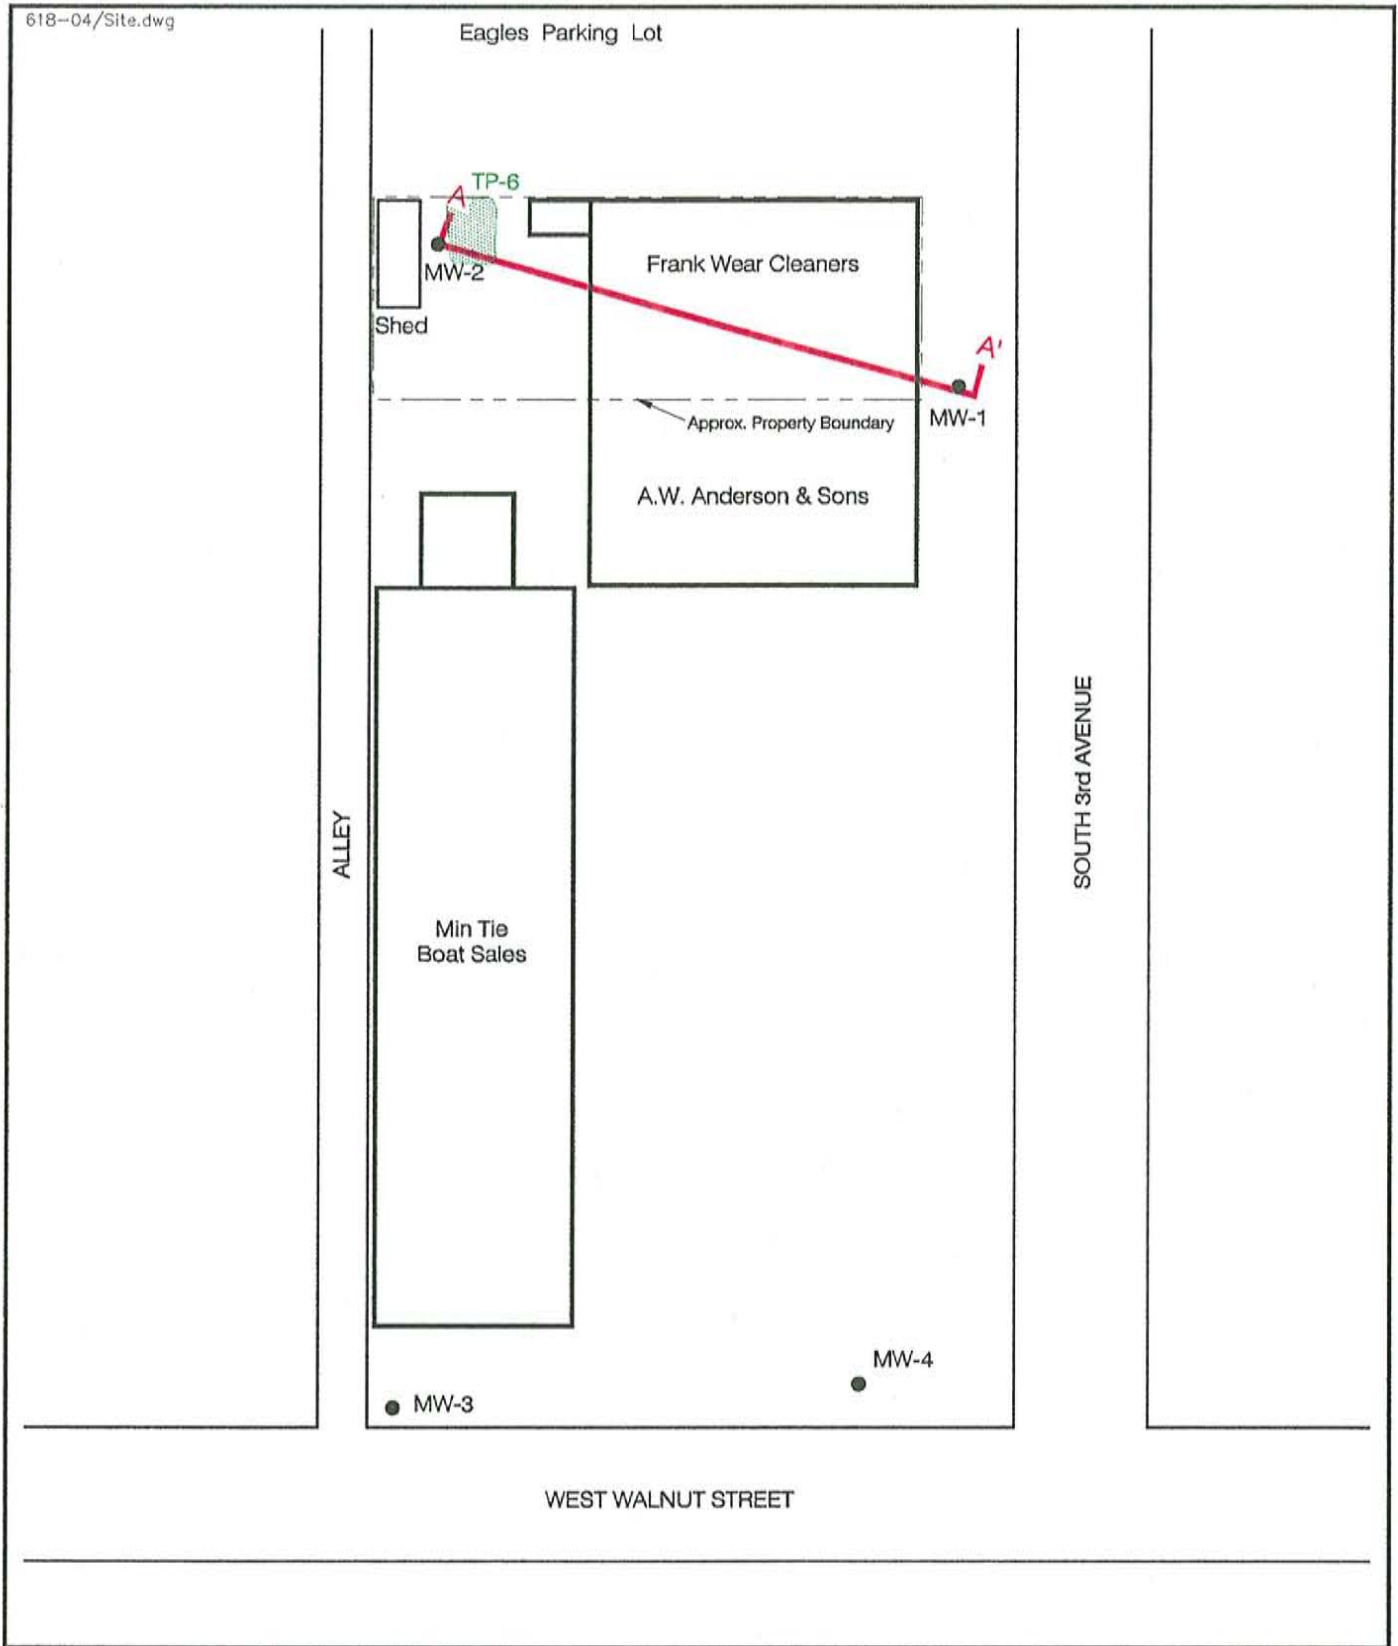 618-04/Site.dwg
Eagles Parking Lot
TP-6
A
MW-2
Frank Wear Cleaners
Shed
A'
MW-1
Approx. Property Boundary
A.W. Anderson & Sons
SOUTH 3rd AVENUE
ALLEY
Min Tie
Boat Sales
MW-4
MW-3
WEST WALNUT STREET